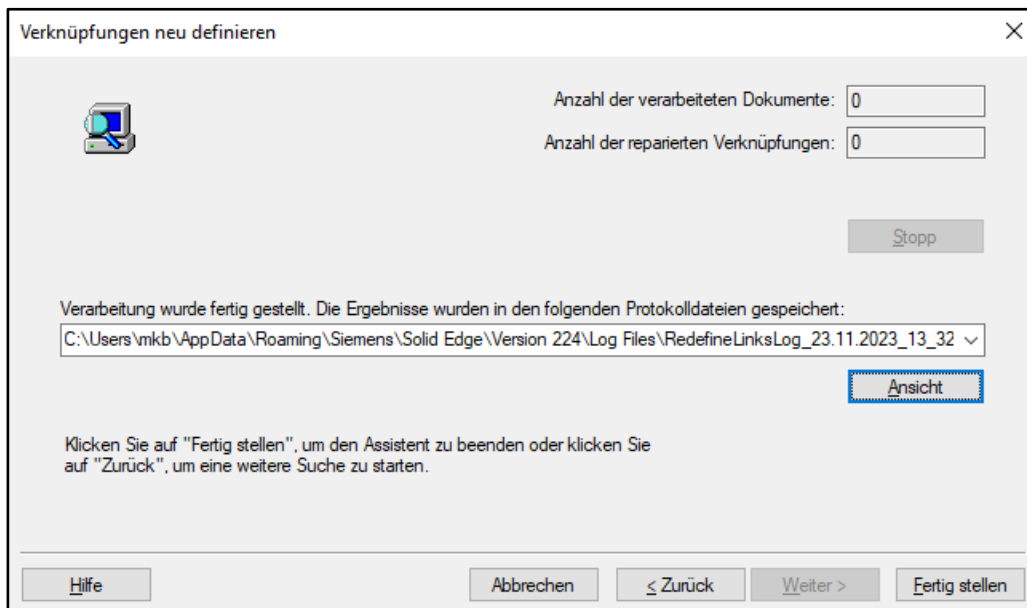 Verknüpfungen neu definieren
Anzahl der verarbeiteten Dokumente: 0
Anzahl der reparierten Verknüpfungen: 0
Stopp
Verarbeitung wurde fertig gestellt. Die Ergebnisse wurden in den folgenden Protokolldateien gespeichert:
C:\Users\mkb\AppData\Roaming\Siemens\Solid Edge\Version 224\Log Files\RedefineLinksLog_23.11.2023_13_32
Ansicht
Klicken Sie auf "Fertig stellen", um den Assistent zu beenden oder klicken Sie
auf "Zurück", um eine weitere Suche zu starten.
Hilfe Abbrechen < Zurück Weiter > Fertig stellen